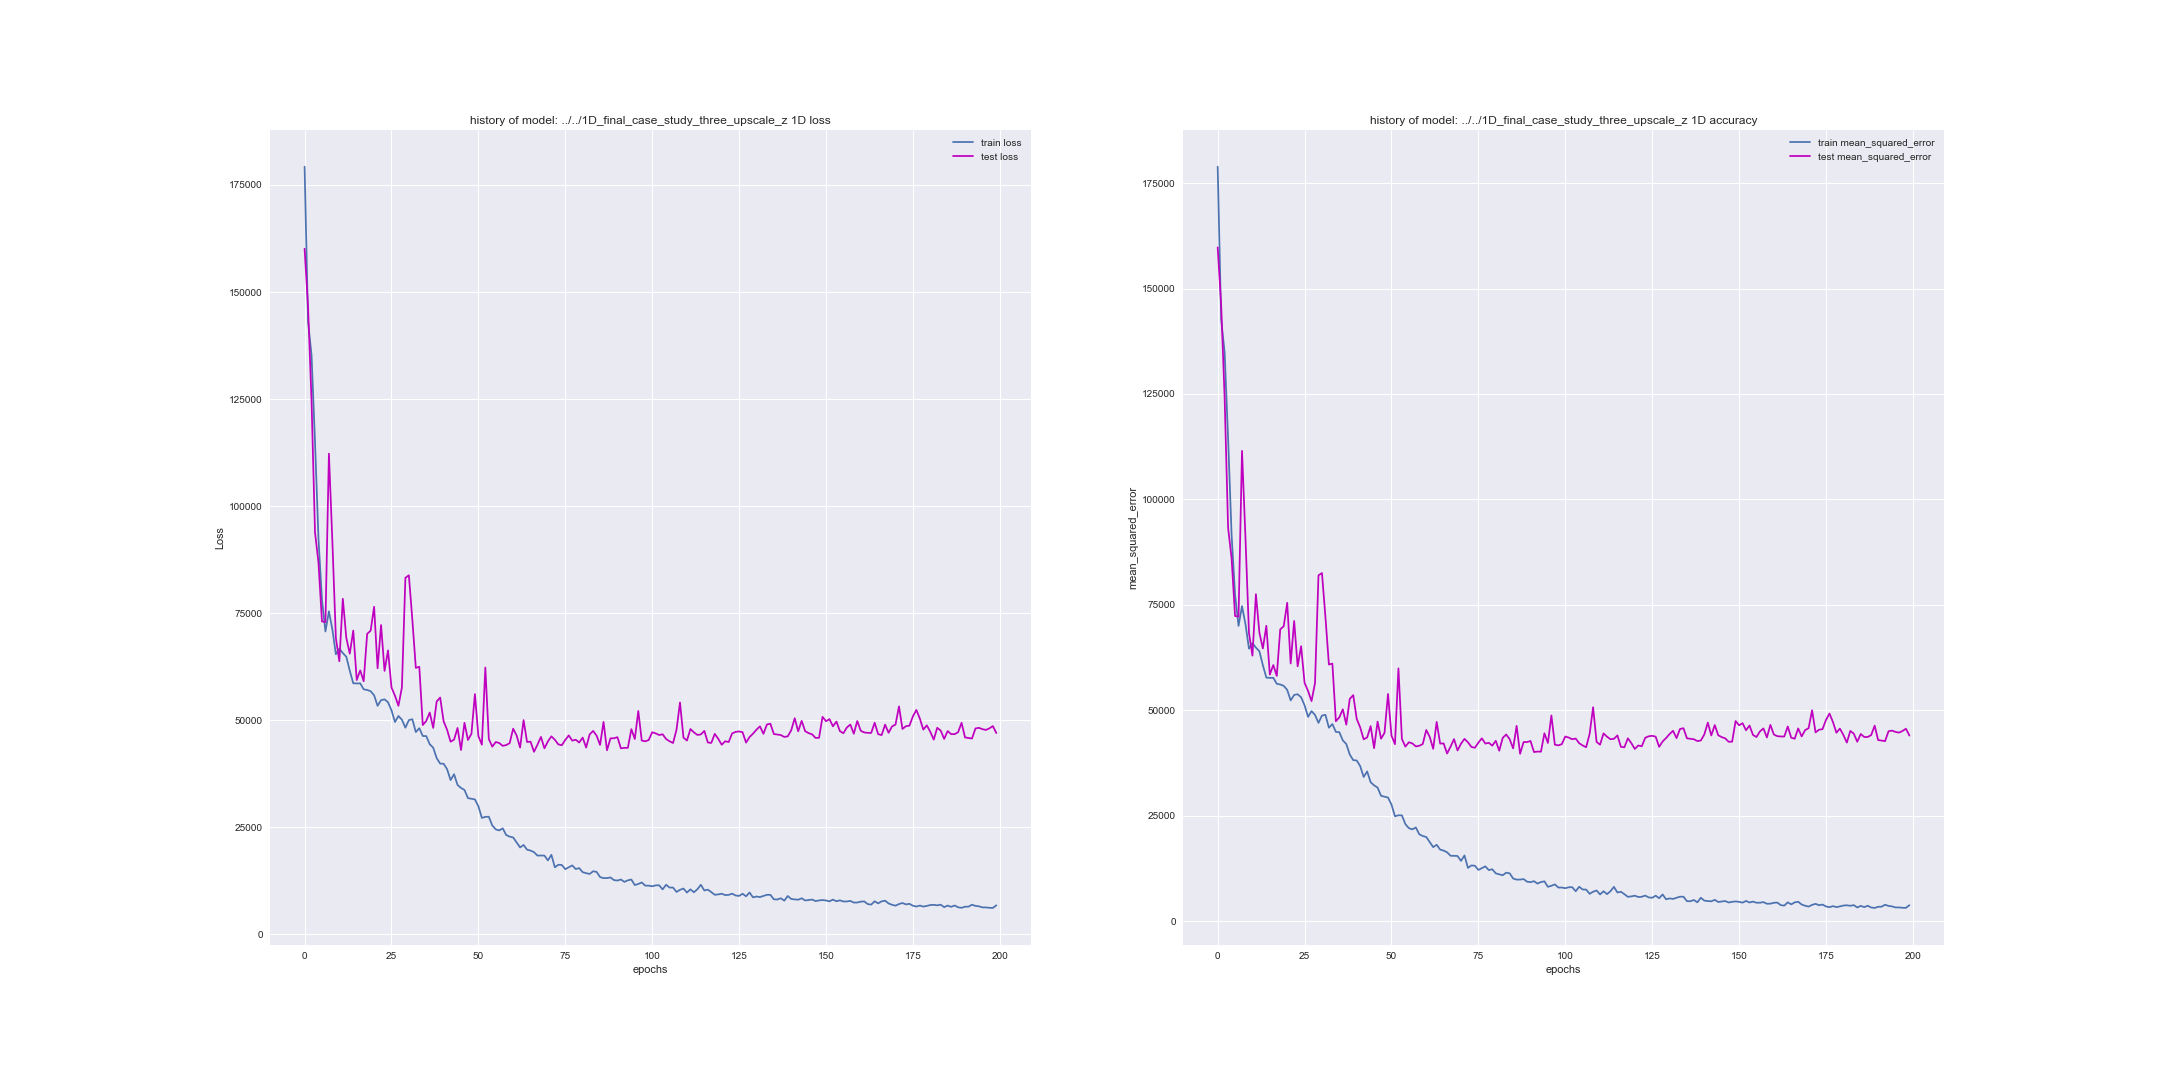 history of model: ../../1D_final_case_study_three_upscale_z 1D loss
train loss
test loss
175000
150000
125000
100000
75000
50000
25000
0
Loss
0 25 50 75 100 125 150 175 200
epochs
history of model: ../../1D_final_case_study_three_upscale_z 1D accuracy
train mean_squared_error
test mean_squared_error
175000
150000
125000
100000
75000
50000
25000
0
mean_squared_error
0 25 50 75 100 125 150 175 200
epochs